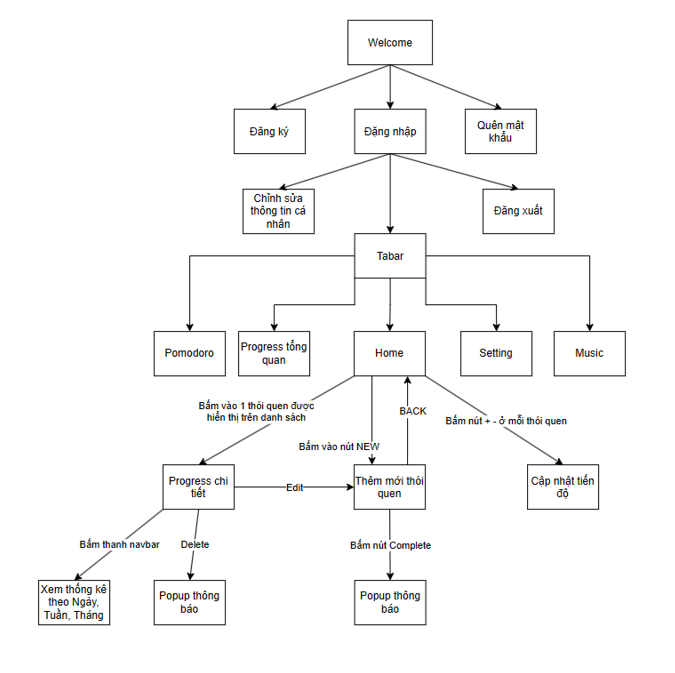 Welcome
Đăng ký
Đặng nhập
Quên mật
khẩu
Chỉnh sửa
thông tin cá
nhân
Đăng xuất
Tabar
Pomodoro
Progress tổng
quan
Home
Setting
Music
Bấm vào 1 thói quen được
hiển thị trên danh sách
BACK
Bấm nút + - ở mỗi thói quen
Bấm vào nút NEW
Progress chi
tiết
Edit
Thêm mới thói
quen
Cập nhật tiến
độ
Bấm thanh navbar
Delete
Bấm nút Complete
Xem thống kê
theo Ngày,
Tuần, Tháng
Popup thông
báo
Popup thông
báo